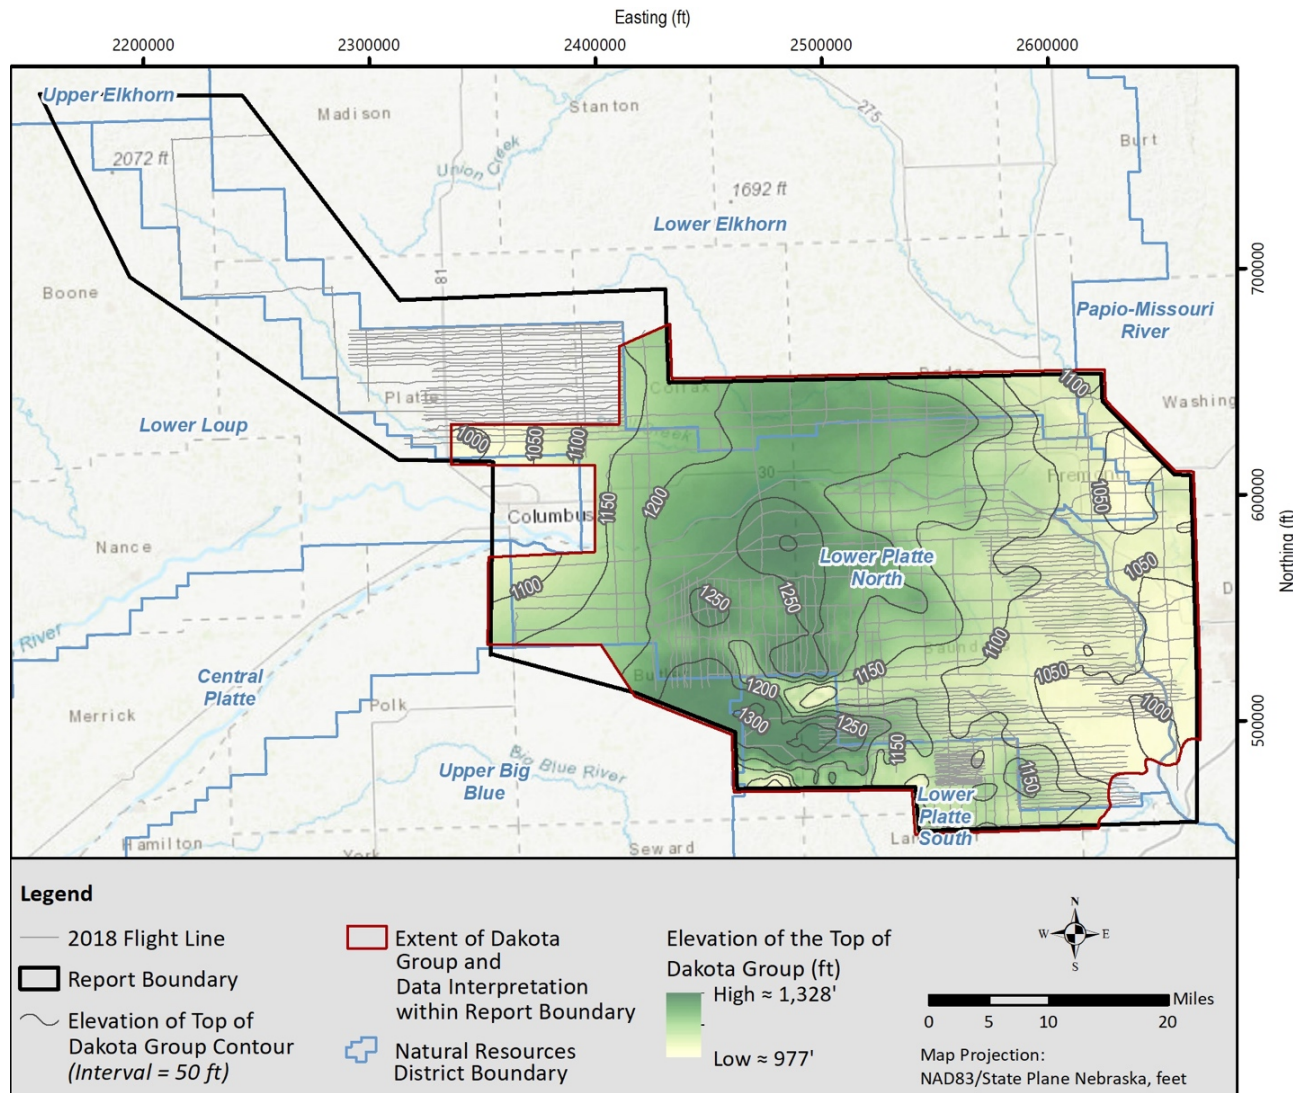 Easting (ft)
2200000
2300000
2400000
2500000
2600000
Upper Elkhorn
Madison
Stanton
275
Burt
2072 ft
Union Creek
1692 ft
Lower Elkhorn
700000
81
Boone
Papio-Missouri
River
1100
Platte
Colfax
Dodge
Washing
Lower Loup
1000
1050
1100
Creek
30
Fremont
1050
1150
1200
600000
Columbus
Northing (ft)
Nance
Lower Platte
North
1050
1100
1250
1250
D
River
1100
Saunders
Central
Platte
Butler
1200
1150
1050
Merrick
Polk
1300
1250
1000
500000
1150
Big Blue River
Upper Big
Blue
1150
Lower
Platte
South
Hamilton
York
Seward
La
Legend
2018 Flight Line
Report Boundary
Elevation of Top of
Dakota Group Contour
(Interval = 50 ft)
Extent of Dakota
Group and
Data Interpretation
within Report Boundary
Natural Resources
District Boundary
Elevation of the Top of
Dakota Group (ft)
High ≈ 1,328'
Low ≈ 977'
N
W
E
S
Miles
0
5
10
20
Map Projection:
NAD83/State Plane Nebraska, feet